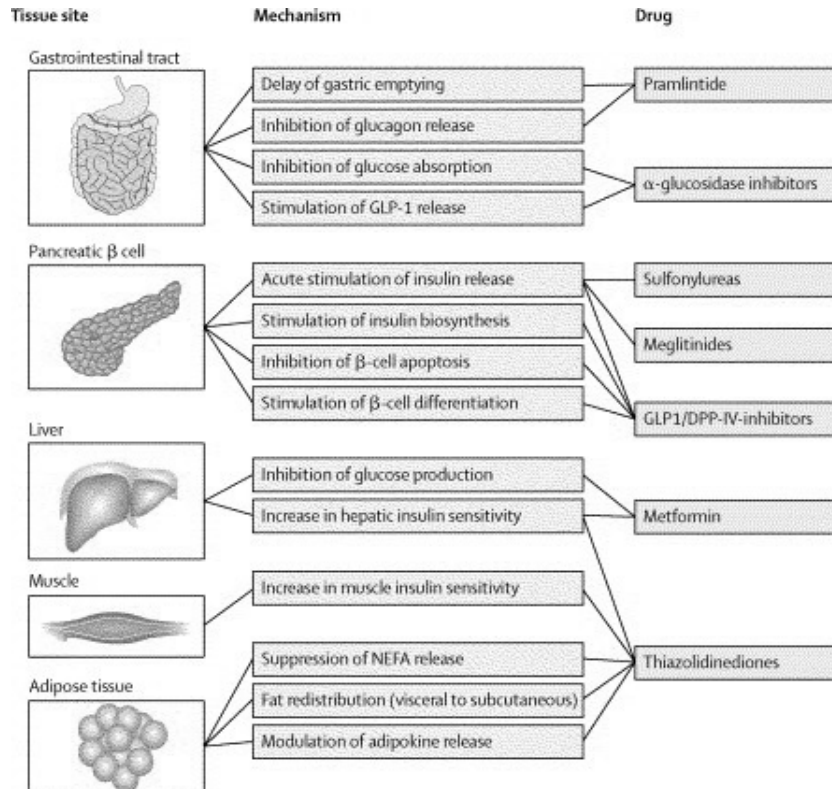 Tissue site
Mechanism
Drug
Gastrointestinal tract
Delay of gastric emptying
Inhibition of glucagon release
Inhibition of glucose absorption
Stimulation of GLP-1 release
Pramlintide
α-glucosidase inhibitors
Pancreatic β cell
Acute stimulation of insulin release
Stimulation of insulin biosynthesis
Inhibition of β-cell apoptosis
Stimulation of β-cell differentiation
Sulfonylureas
Meglitinides
GLP1/DPP-IV-inhibitors
Liver
Inhibition of glucose production
Increase in hepatic insulin sensitivity
Metformin
Muscle
Increase in muscle insulin sensitivity
Adipose tissue
Suppression of NEFA release
Fat redistribution (visceral to subcutaneous)
Modulation of adipokine release
Thiazolidinediones